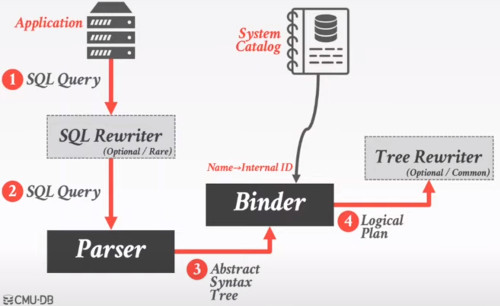 Application
1 SQL Query
SQL Rewriter
(Optional / Rare)
2 SQL Query
Parser
3 Abstract
Syntax
Tree
System
Catalog
Name→Internal ID
Binder
4 Logical
Plan
Tree Rewriter
(Optional / Common)
CMU·DB